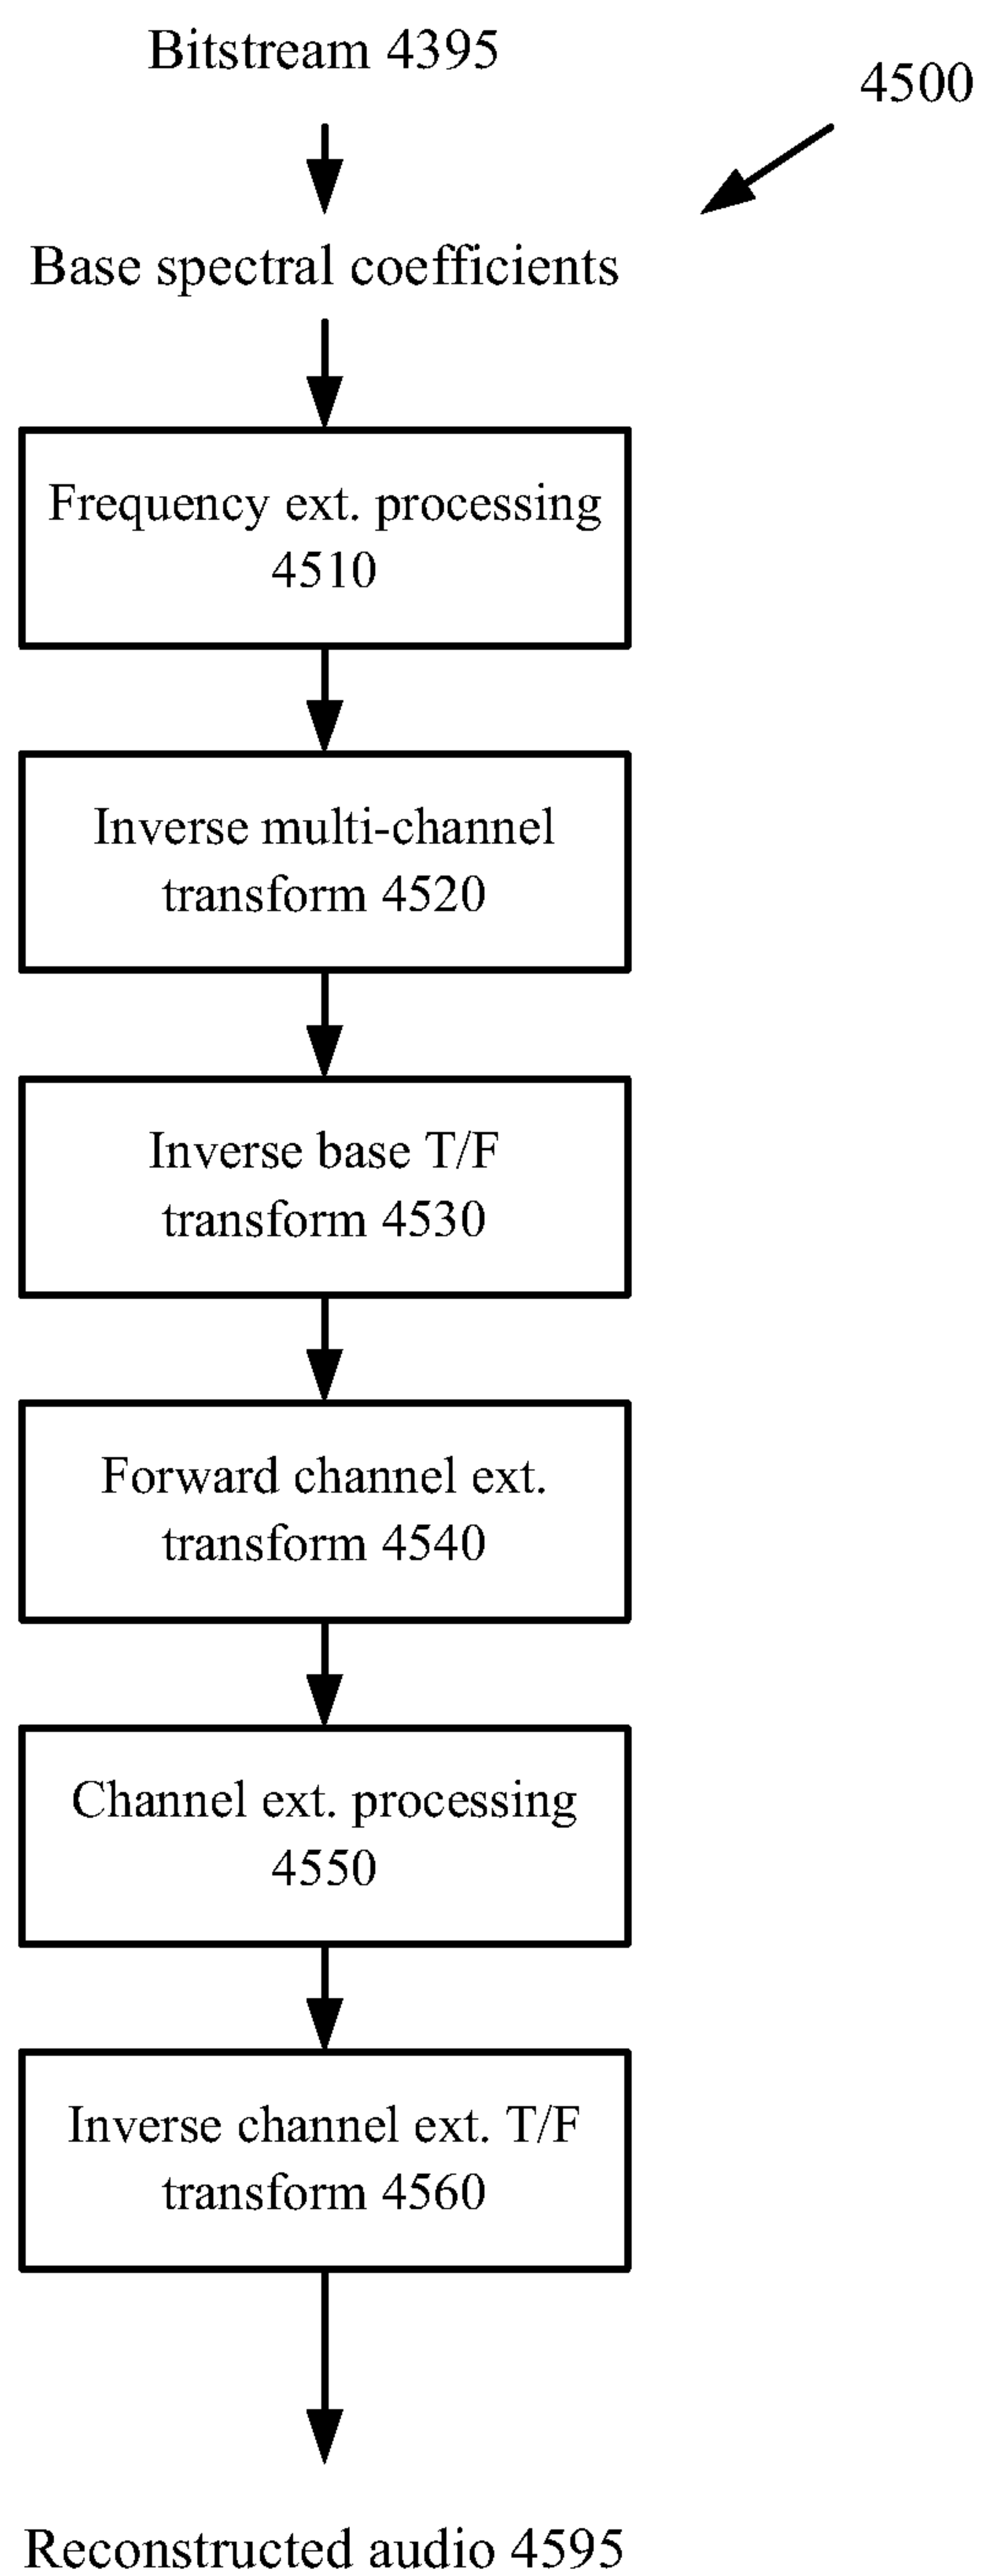 Bitstream 4395
4500
Base spectral coefficients
Frequency ext. processing
4510
Inverse multi-channel
transform 4520
Inverse base T/F
transform 4530
Forward channel ext.
transform 4540
Channel ext. processing
4550
Inverse channel ext. T/F
transform 4560
Reconstructed audio 4595